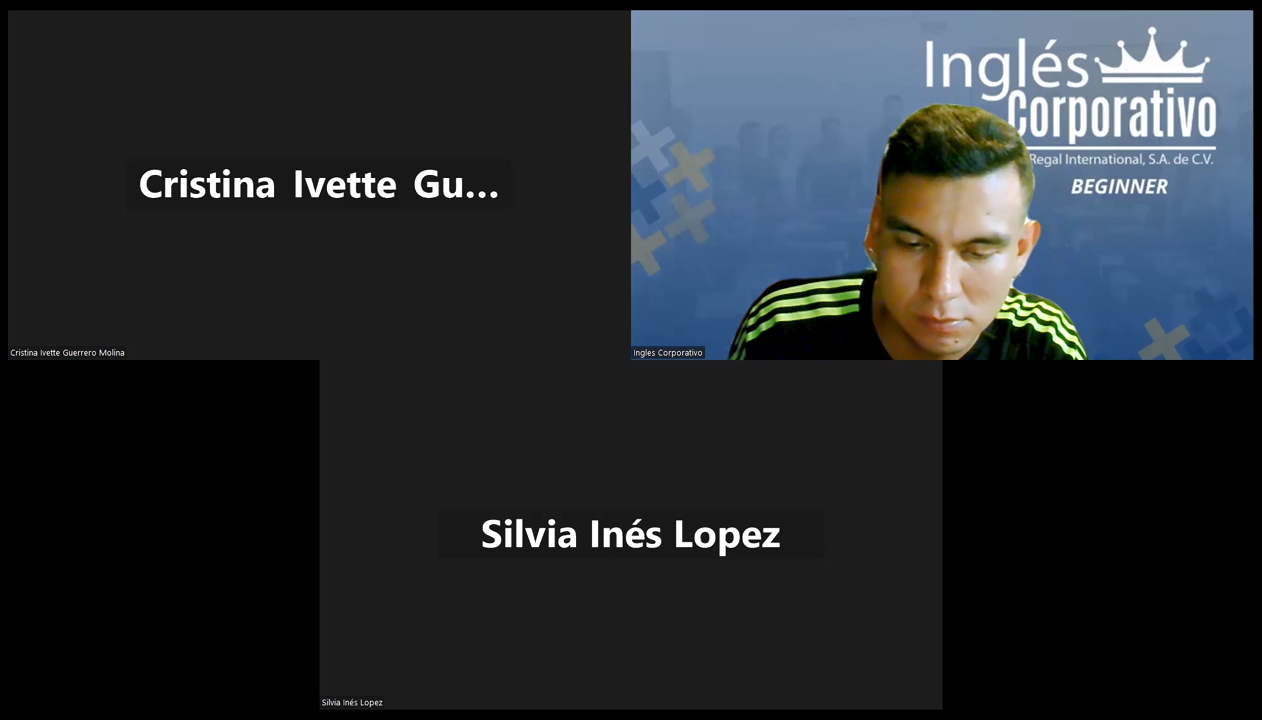 Cristina Ivette Gu...
Cristina Ivette Guerrero Molina
Inglés
Corporativo
Regal International, S.A. de C.V.
BEGINNER
Ingles Corporativo
Silvia Inés Lopez
Silvia Inés Lopez